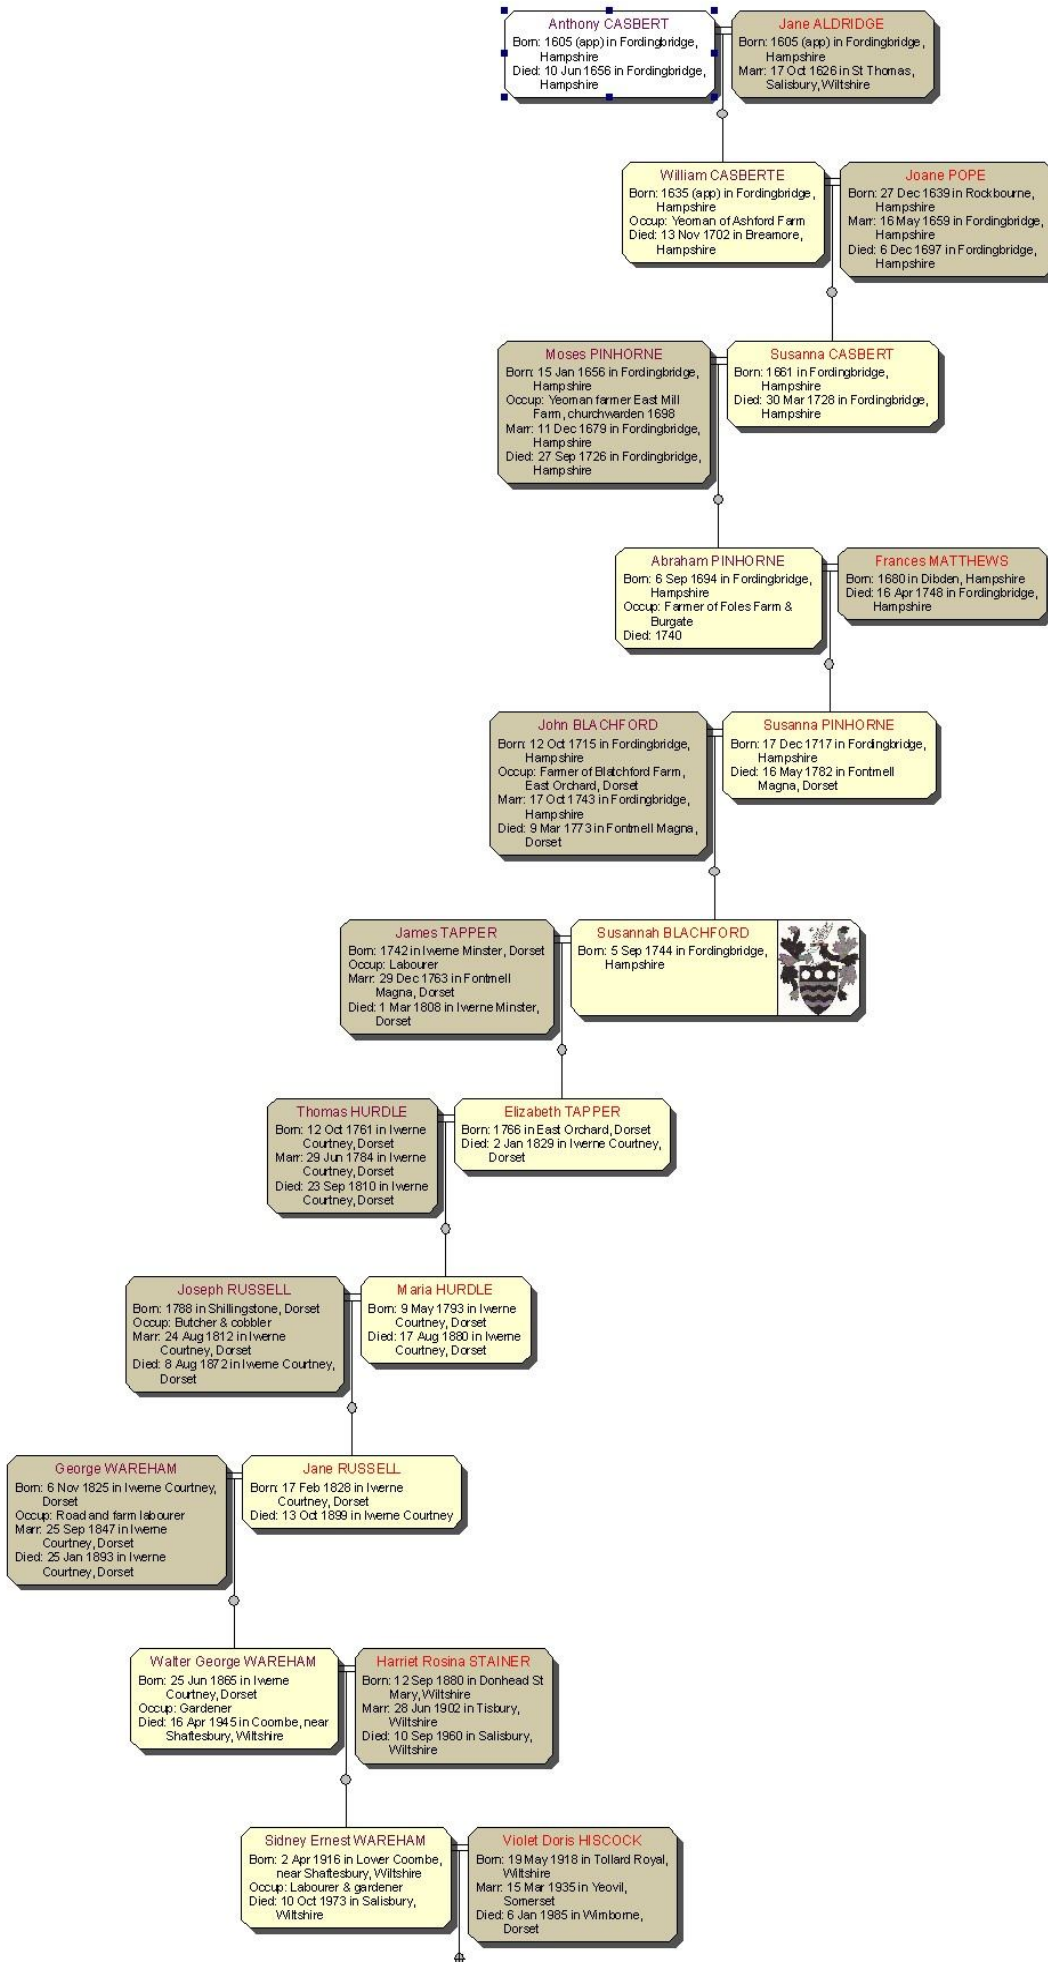 Anthony CASBERT
Born: 1605 (app) in Fordingbridge,
Hampshire
Died: 10 Jun 1656 in Fordingbridge,
Hampshire
Jane ALDRIDGE
Born: 1605 (app) in Fordingbridge,
Hampshire
Marr: 17 Oct 1626 in St Thomas,
Salisbury, Wiltshire
William CASBERTE
Born: 1635 (app) in Fordingbridge,
Hampshire
Occup: Yeoman of Ashford Farm
Died: 13 Nov 1702 in Breamore,
Hampshire
Joane POPE
Born: 27 Dec 1639 in Rockbourne,
Hampshire
Marr: 16 May 1659 in Fordingbridge,
Hampshire
Died: 6 Dec 1697 in Fordingbridge,
Hampshire
Moses PINHORNE
Born: 15 Jan 1656 in Fordingbridge,
Hampshire
Occup: Yeoman farmer East Mill
Farm, churchwarden 1698
Marr: 11 Dec 1679 in Fordingbridge,
Hampshire
Died: 27 Sep 1726 in Fordingbridge,
Hampshire
Susanna CASBERT
Born: 1661 in Fordingbridge,
Hampshire
Died: 30 Mar 1728 in Fordingbridge,
Hampshire
Abraham PINHORNE
Born: 6 Sep 1694 in Fordingbridge,
Hampshire
Occup: Farmer of Foles Farm &
Burgate
Died: 1740
Frances MATTHEWS
Born: 1680 in Dibden, Hampshire
Died: 16 Apr 1748 in Fordingbridge,
Hampshire
John BLACHFORD
Born: 12 Oct 1715 in Fordingbridge,
Hampshire
Occup: Farmer of Blatchford Farm,
East Orchard, Dorset
Marr: 17 Oct 1743 in Fordingbridge,
Hampshire
Died: 9 Mar 1773 in Fontmell Magna,
Dorset
Susanna PINHORNE
Born: 17 Dec 1717 in Fordingbridge,
Hampshire
Died: 16 May 1782 in Fontmell
Magna, Dorset
James TAPPER
Born: 1742 in Iwerne Minster, Dorset
Occup: Labourer
Marr: 29 Dec 1763 in Fontmell
Magna, Dorset
Died: 1 Mar 1808 in Iwerne Minster,
Dorset
Susannah BLACHFORD
Born: 5 Sep 1744 in Fordingbridge,
Hampshire
Thomas HURDLE
Born: 12 Oct 1761 in Iwerne
Courtney, Dorset
Marr: 29 Jun 1784 in Iwerne
Courtney, Dorset
Died: 23 Sep 1810 in Iwerne
Courtney, Dorset
Elizabeth TAPPER
Born: 1766 in East Orchard, Dorset
Died: 2 Jan 1829 in Iwerne Courtney,
Dorset
Joseph RUSSELL
Born: 1788 in Shillingstone, Dorset
Occup: Butcher & cobbler
Marr: 24 Aug 1812 in Iwerne
Courtney, Dorset
Died: 8 Aug 1872 in Iwerne Courtney,
Dorset
Maria HURDLE
Born: 9 May 1793 in Iwerne
Courtney, Dorset
Died: 17 Aug 1880 in Iwerne
Courtney, Dorset
George WAREHAM
Born: 6 Nov 1825 in Iwerne Courtney,
Dorset
Occup: Road and farm labourer
Marr: 25 Sep 1847 in Iwerne
Courtney, Dorset
Died: 25 Jan 1893 in Iwerne
Courtney, Dorset
Jane RUSSELL
Born: 17 Feb 1828 in Iwerne
Courtney, Dorset
Died: 13 Oct 1899 in Iwerne Courtney
Walter George WAREHAM
Born: 25 Jun 1865 in Iwerne
Courtney, Dorset
Occup: Gardener
Died: 16 Apr 1945 in Coombe, near
Shaftesbury, Wiltshire
Harriet Rosina STAINER
Born: 12 Sep 1880 in Donhead St
Mary, Wiltshire
Marr: 28 Jun 1902 in Tisbury,
Wiltshire
Died: 10 Sep 1960 in Salisbury,
Wiltshire
Sidney Ernest WAREHAM
Born: 2 Apr 1916 in Lower Coombe,
near Shaftesbury, Wiltshire
Occup: Labourer & gardener
Died: 10 Oct 1973 in Salisbury,
Wiltshire
Violet Doris HISCOCK
Born: 19 May 1918 in Tollard Royal,
Wiltshire
Marr: 15 Mar 1935 in Yeovil,
Somerset
Died: 6 Jan 1985 in Wimborne,
Dorset